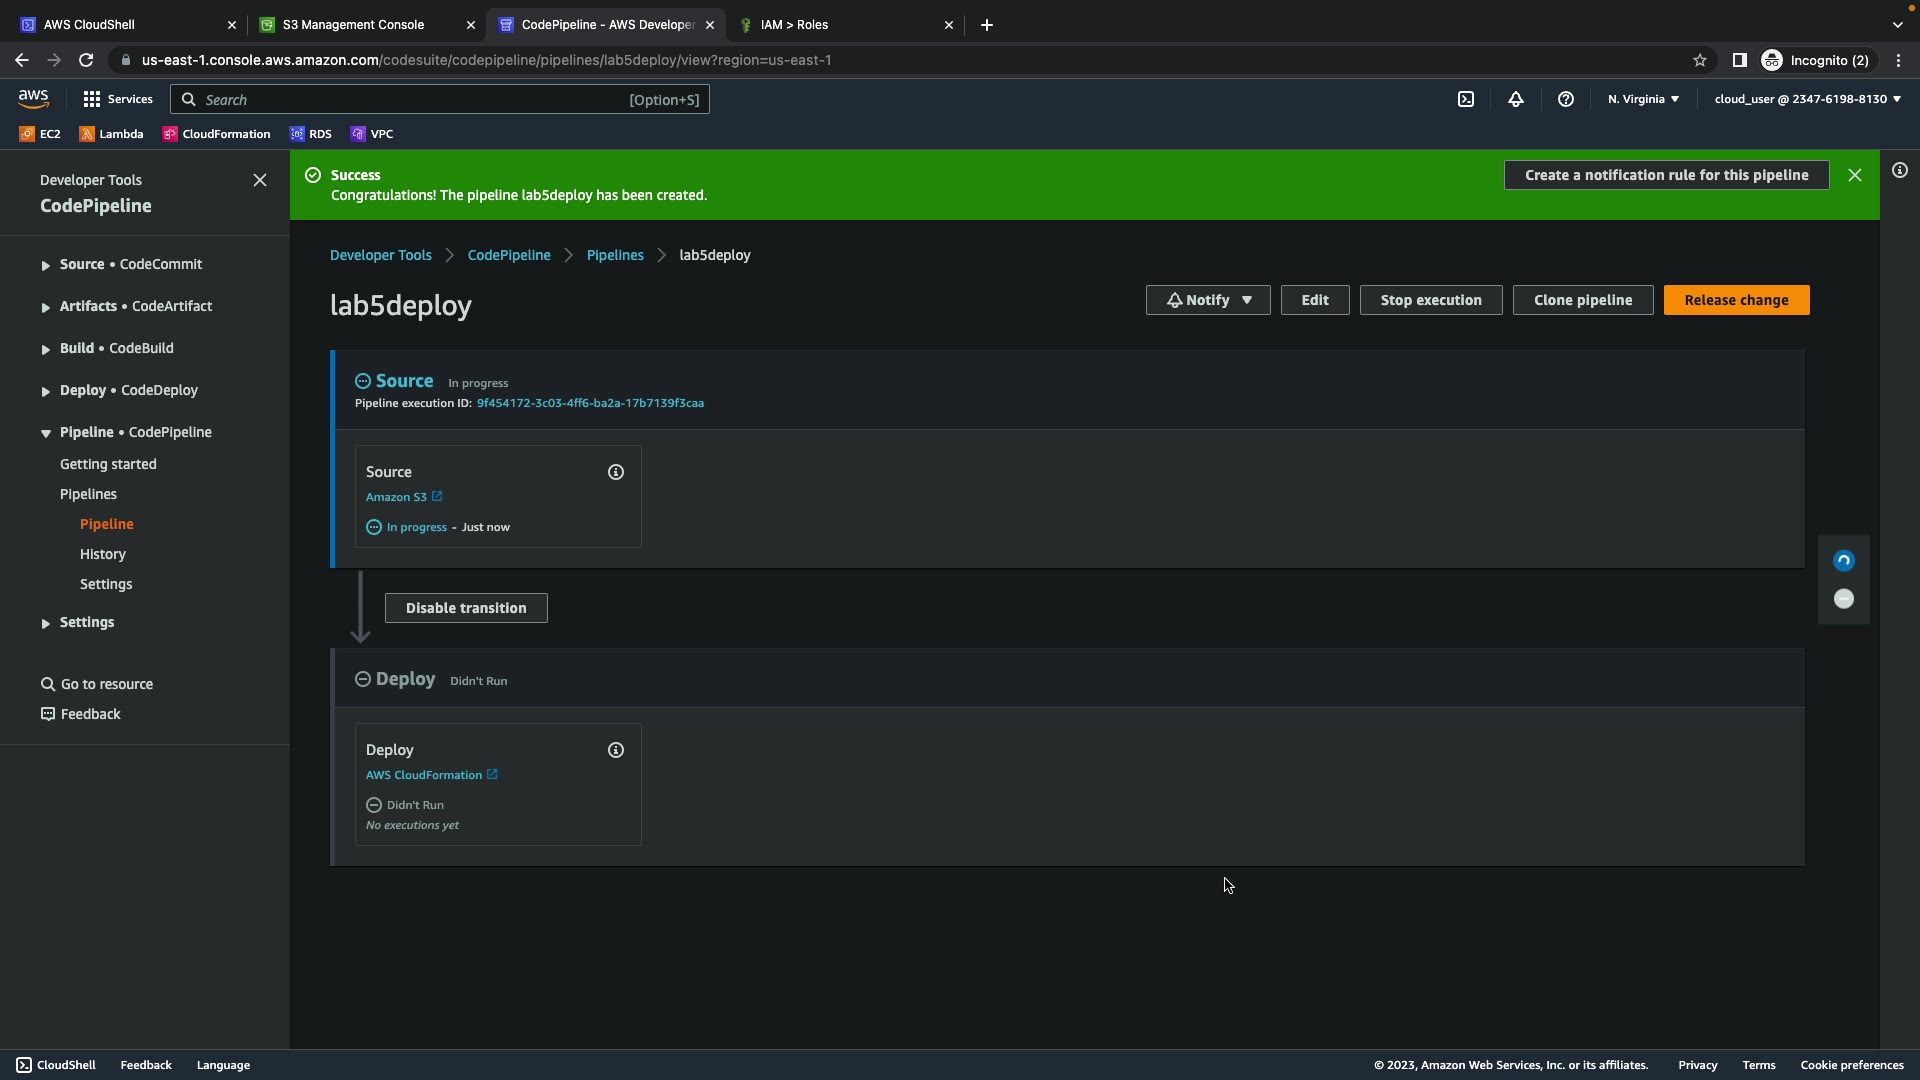 AWS CloudShell
S3 Management Console
CodePipeline - AWS Developer
IAM > Roles
us-east-1.console.aws.amazon.com/codesuite/codepipeline/pipelines/lab5deploy/view?region=us-east-1
Incognito (2)
aws
Services
Search
[Option+S]
N. Virginia
cloud_user @ 2347-6198-8130
EC2
Lambda
CloudFormation
RDS
VPC
Developer Tools
CodePipeline
Source • CodeCommit
Artifacts • CodeArtifact
Build • CodeBuild
Deploy • CodeDeploy
Pipeline • CodePipeline
Getting started
Pipelines
Pipeline
History
Settings
Settings
Go to resource
Feedback
Success
Congratulations! The pipeline lab5deploy has been created.
Create a notification rule for this pipeline
Developer Tools
CodePipeline
Pipelines
lab5deploy
lab5deploy
Notify
Edit
Stop execution
Clone pipeline
Release change
Source In progress
Pipeline execution ID: 9f454172-3c03-4ff6-ba2a-17b7139f3caa
Source
Amazon S3
In progress - Just now
Disable transition
Deploy Didn't Run
Deploy
AWS CloudFormation
Didn't Run
No executions yet
CloudShell
Feedback
Language
© 2023, Amazon Web Services, Inc. or its affiliates.
Privacy
Terms
Cookie preferences